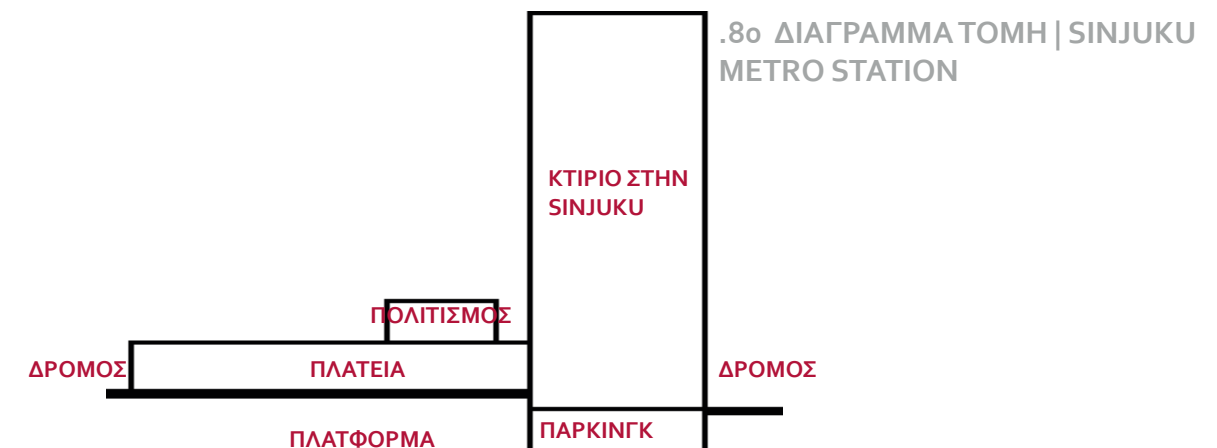 .8ο ΔΙΑΓΡΑΜΜΑ ΤΟΜΗ | SINJUKU
METRO STATION
ΚΤΙΡΙΟ ΣΤΗΝ
SINJUKU
ΠΟΛΙΤΙΣΜΟΣ
ΔΡΟΜΟΣ
ΠΛΑΤΕΙΑ
ΔΡΟΜΟΣ
ΠΛΑΤΦΟΡΜΑ
ΠΑΡΚΙΝΓΚ